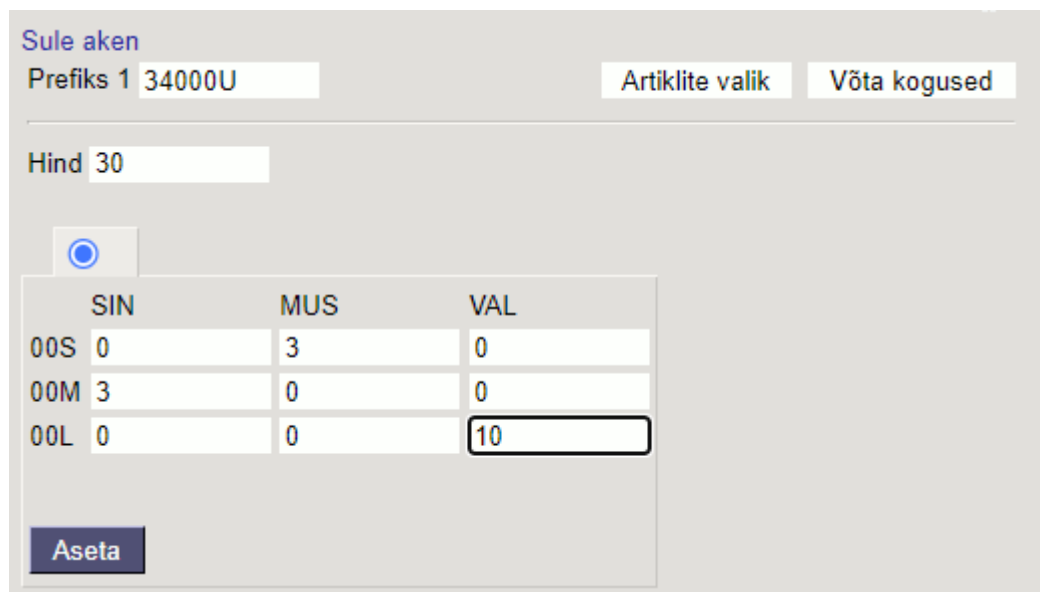 Sule aken
Prefiks 1 34000U Artiklite valik Võta kogused
Hind 30
SIN MUS VAL
00S 0 3 0
00M 3 0 0
00L 0 0 10
Aseta